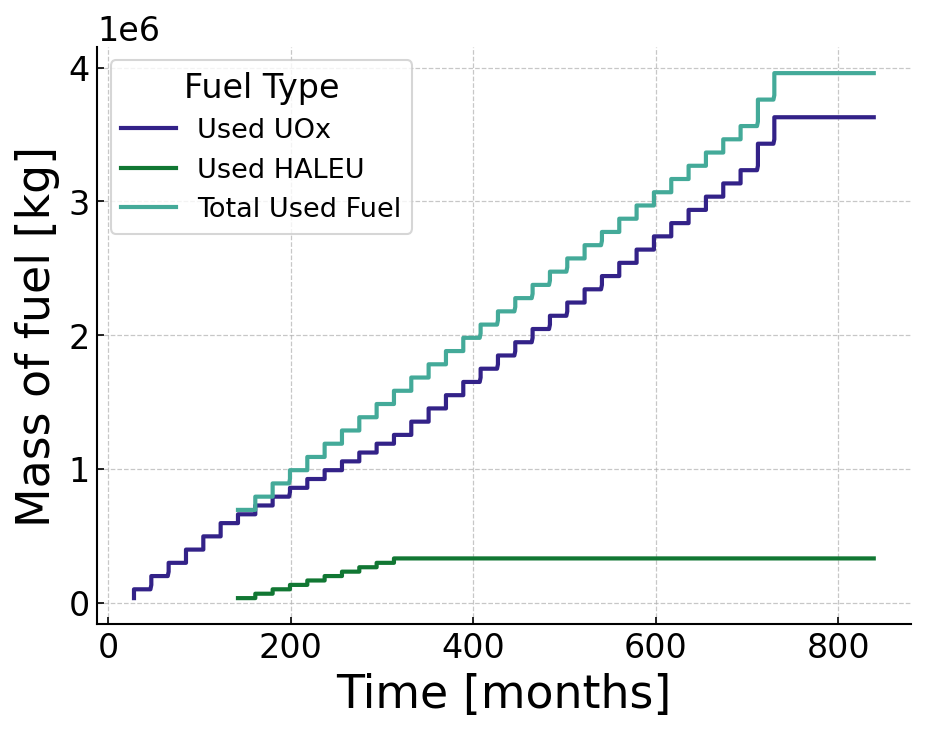 1e6
4
3
2
1
0
Mass of fuel [kg]
Fuel Type
Used UOx
Used HALEU
Total Used Fuel
0 200 400 600 800
Time [months]